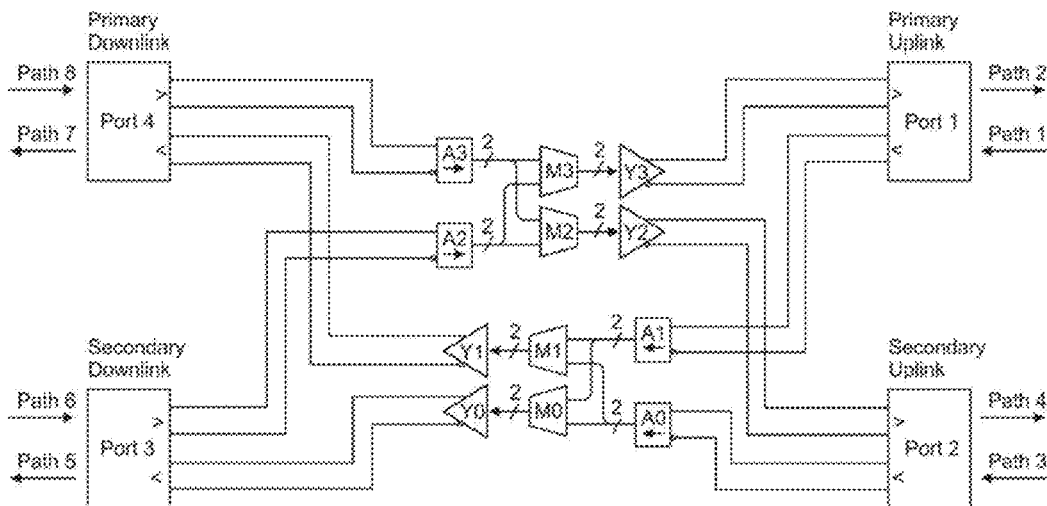 Primary
Downlink
Path 8
Path 7
Port 4
>
<
Primary
Uplink
Path 2
Path 1
Port 1
>
<
A3
2
M3
2
Y3
A2
2
M2
2
Y2
Y1
2
M1
2
A1
Y0
2
M0
2
A0
Secondary
Downlink
Path 6
Path 5
Port 3
>
<
Secondary
Uplink
Path 4
Path 3
Port 2
>
<